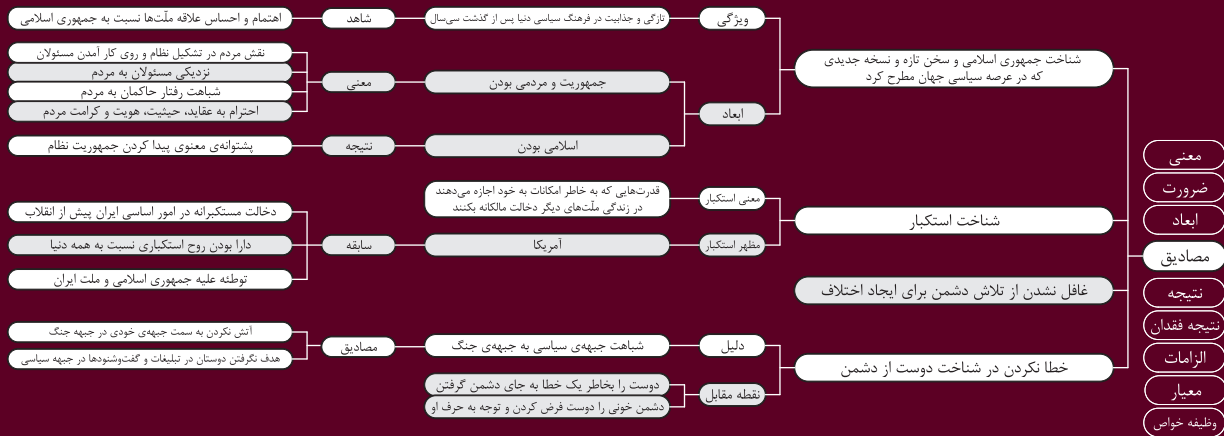 معنی
ضرورت
ابعاد
مصادیق
نتیجه
نتیجه فقدان
الزامات
معیار
وظیفه خواص
شناخت جمهوری اسلامی و سخن تازه و نسخه جدیدی
که در عرصه سیاسی جهان مطرح کرد
ویژگی
تازگی و جذابیت در فرهنگ سیاسی دنیا پس از گذشت سی‌سال
شاهد
اهتمام و احساس علاقه ملّت‌ها نسبت به جمهوری اسلامی
ابعاد
جمهوریت و مردمی بودن
معنی
نقش مردم در تشکیل نظام و روی کار آمدن مسئولان
نزدیکی مسئولان به مردم
شباهت رفتار حاکمان به مردم
احترام به عقاید، حیثیت، هویت و کرامت مردم
اسلامی بودن
نتیجه
پشتوانه‌ی معنوی پیدا کردن جمهوریت نظام
شناخت استکبار
معنی استکبار
قدرت‌هایی که به خاطر امکانات به خود اجازه می‌دهند
در زندگی ملّت‌های دیگر دخالت مالکانه بکنند
مظهر استکبار
آمریکا
سابقه
دخالت مستکبرانه در امور اساسی ایران پیش از انقلاب
دارا بودن روح استکباری نسبت به همه دنیا
توطئه علیه جمهوری اسلامی و ملت ایران
غافل نشدن از تلاش دشمن برای ایجاد اختلاف
خطا نکردن در شناخت دوست از دشمن
دلیل
شباهت جبهه‌ی سیاسی به جبهه‌ی جنگ
مصادیق
آتش نکردن به سمت جبهه‌ی خودی در جبهه جنگ
هدف نگرفتن دوستان در تبلیغات و گفت‌وشنودها در جبهه سیاسی
نقطه مقابل
دوست را بخاطر یک خطا به جای دشمن گرفتن
دشمن خونی را دوست فرض کردن و توجه به حرف او